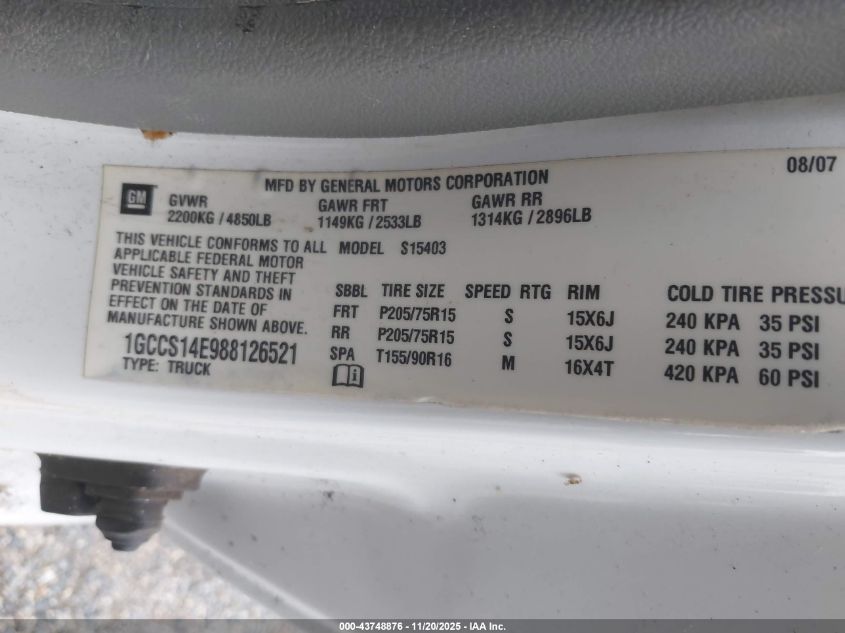 08/07
MFD BY GENERAL MOTORS CORPORATION
GM
GVWR GAWR FRT GAWR RR
2200KG / 4850LB 1149KG / 2533LB 1314KG / 2896LB
THIS VEHICLE CONFORMS TO ALL MODEL S15403
APPLICABLE FEDERAL MOTOR
VEHICLE SAFETY AND THEFT
PREVENTION STANDARDS IN
EFFECT ON THE DATE OF
MANUFACTURE SHOWN ABOVE.
1GCCS14E988126521
TYPE: TRUCK
SBBL TIRE SIZE SPEED RTG RIM COLD TIRE PRESSU
FRT P205/75R15 S 15X6J 240 KPA 35 PSI
RR P205/75R15 S 15X6J 240 KPA 35 PSI
SPA T155/90R16 M 16X4T 420 KPA 60 PSI
000-43748876 - 11/20/2025 - IAA Inc.